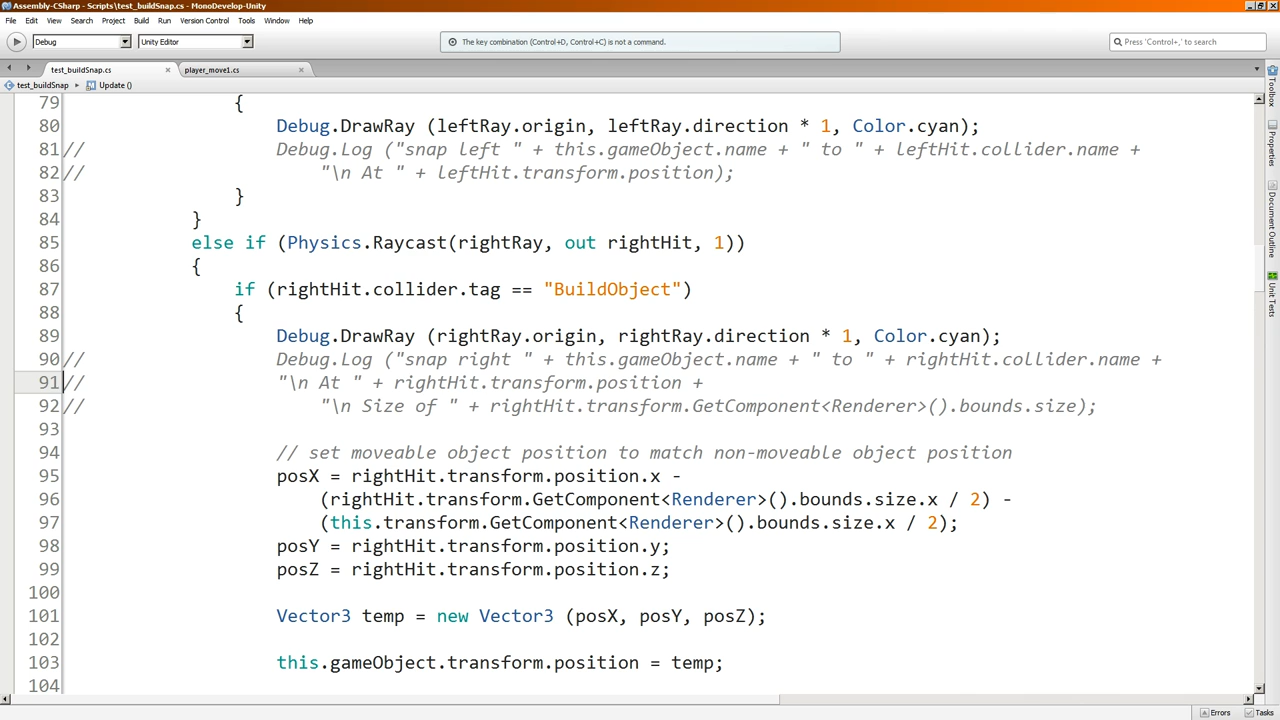 Assembly-CSharp - Scripts\test_buildSnap.cs - MonoDevelop-Unity
File Edit View Search Project Build Run Version Control Tools Window Help
Debug Unity Editor The key combination (Control+D, Control+C) is not a command. Press 'Control+,' to search
test_buildSnap.cs player_move1.cs
test_buildSnap Update ()
79 {
80 Debug.DrawRay (leftRay.origin, leftRay.direction * 1, Color.cyan);
81 // Debug.Log ("snap left " + this.gameObject.name + " to " + leftHit.collider.name +
82 // "\n At " + leftHit.transform.position);
83 }
84 }
85 else if (Physics.Raycast(rightRay, out rightHit, 1))
86 {
87 if (rightHit.collider.tag == "BuildObject")
88 {
89 Debug.DrawRay (rightRay.origin, rightRay.direction * 1, Color.cyan);
90 // Debug.Log ("snap right " + this.gameObject.name + " to " + rightHit.collider.name +
91 // "\n At " + rightHit.transform.position +
92 // "\n Size of " + rightHit.transform.GetComponent<Renderer>().bounds.size);
93
94 // set moveable object position to match non-moveable object position
95 posX = rightHit.transform.position.x -
96 (rightHit.transform.GetComponent<Renderer>().bounds.size.x / 2) -
97 (this.transform.GetComponent<Renderer>().bounds.size.x / 2);
98 posY = rightHit.transform.position.y;
99 posZ = rightHit.transform.position.z;
100
101 Vector3 temp = new Vector3 (posX, posY, posZ);
102
103 this.gameObject.transform.position = temp;
104
Toolbox
Properties
Document Outline
Unit Tests
Errors Tasks